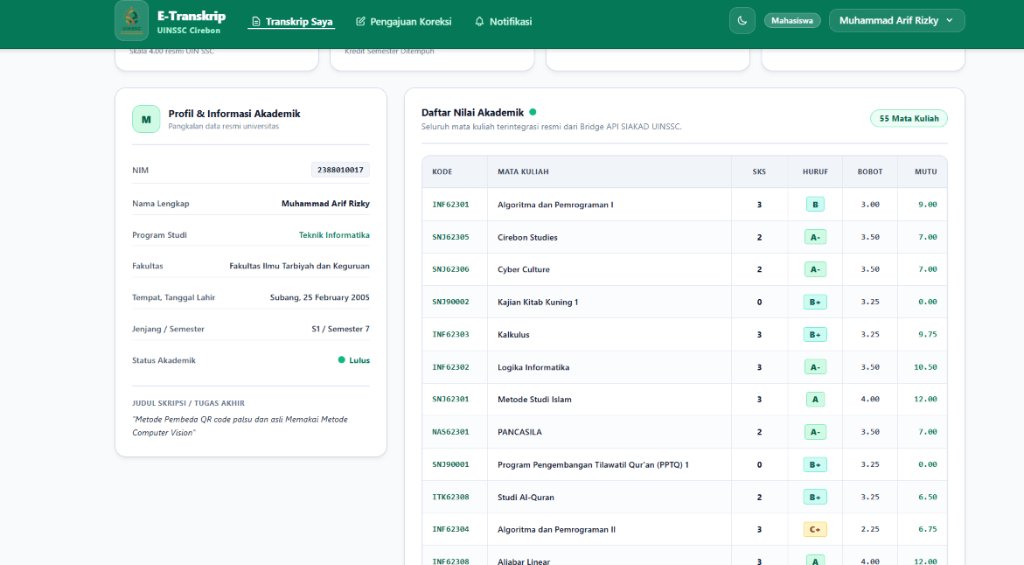 E-Transkrip
UINSSC Cirebon
Transkrip Saya
Pengajuan Koreksi
Notifikasi
Mahasiswa
Muhammad Arif Rizky
Skala 4.00 resmi UIN SSC
Kredit Semester Ditempuh
M
Profil & Informasi Akademik
Pangkalan data resmi universitas
NIM 2388010017
Nama Lengkap Muhammad Arif Rizky
Program Studi Teknik Informatika
Fakultas Fakultas Ilmu Tarbiyah dan Keguruan
Tempat, Tanggal Lahir Subang, 25 February 2005
Jenjang / Semester S1 / Semester 7
Status Akademik Lulus
JUDUL SKRIPSI / TUGAS AKHIR
"Metode Pembeda QR code palsu dan asli Memakai Metode
Computer Vision"
Daftar Nilai Akademik
Seluruh mata kuliah terintegrasi resmi dari Bridge API SIAKAD UINSSC.
55 Mata Kuliah
KODE MATA KULIAH SKS HURUF BOBOT MUTU
INF62301 Algoritma dan Pemrograman I 3 B 3.00 9.00
SNJ62305 Cirebon Studies 2 A- 3.50 7.00
SNJ62306 Cyber Culture 2 A- 3.50 7.00
SNJ90002 Kajian Kitab Kuning 1 0 B+ 3.25 0.00
INF62303 Kalkulus 3 B+ 3.25 9.75
INF62302 Logika Informatika 3 A- 3.50 10.50
SNJ62301 Metode Studi Islam 3 A 4.00 12.00
NAS62301 PANCASILA 2 A- 3.50 7.00
SNJ90001 Program Pengembangan Tilawatil Qur'an (PPTQ) 1 0 B+ 3.25 0.00
ITK62308 Studi Al-Quran 2 B+ 3.25 6.50
INF62304 Algoritma dan Pemrograman II 3 C+ 2.25 6.75
INF62308 Aljabar Linear 3 A 4.00 12.00